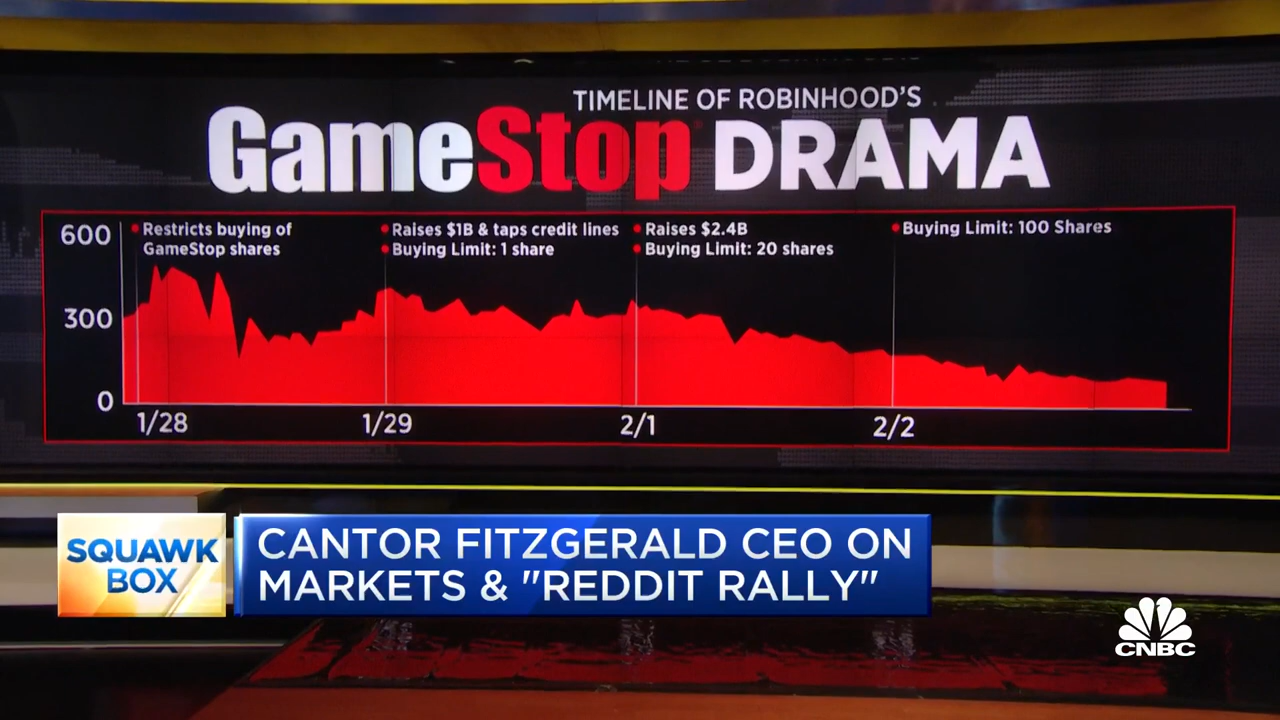 TIMELINE OF ROBINHOOD'S
GameStop DRAMA
600
300
0
Restricts buying of
GameStop shares
Raises $1B & taps credit lines
Buying Limit: 1 share
Raises $2.4B
Buying Limit: 20 shares
Buying Limit: 100 Shares
1/28
1/29
2/1
2/2
SQUAWK
BOX
CANTOR FITZGERALD CEO ON
MARKETS & "REDDIT RALLY"
CNBC